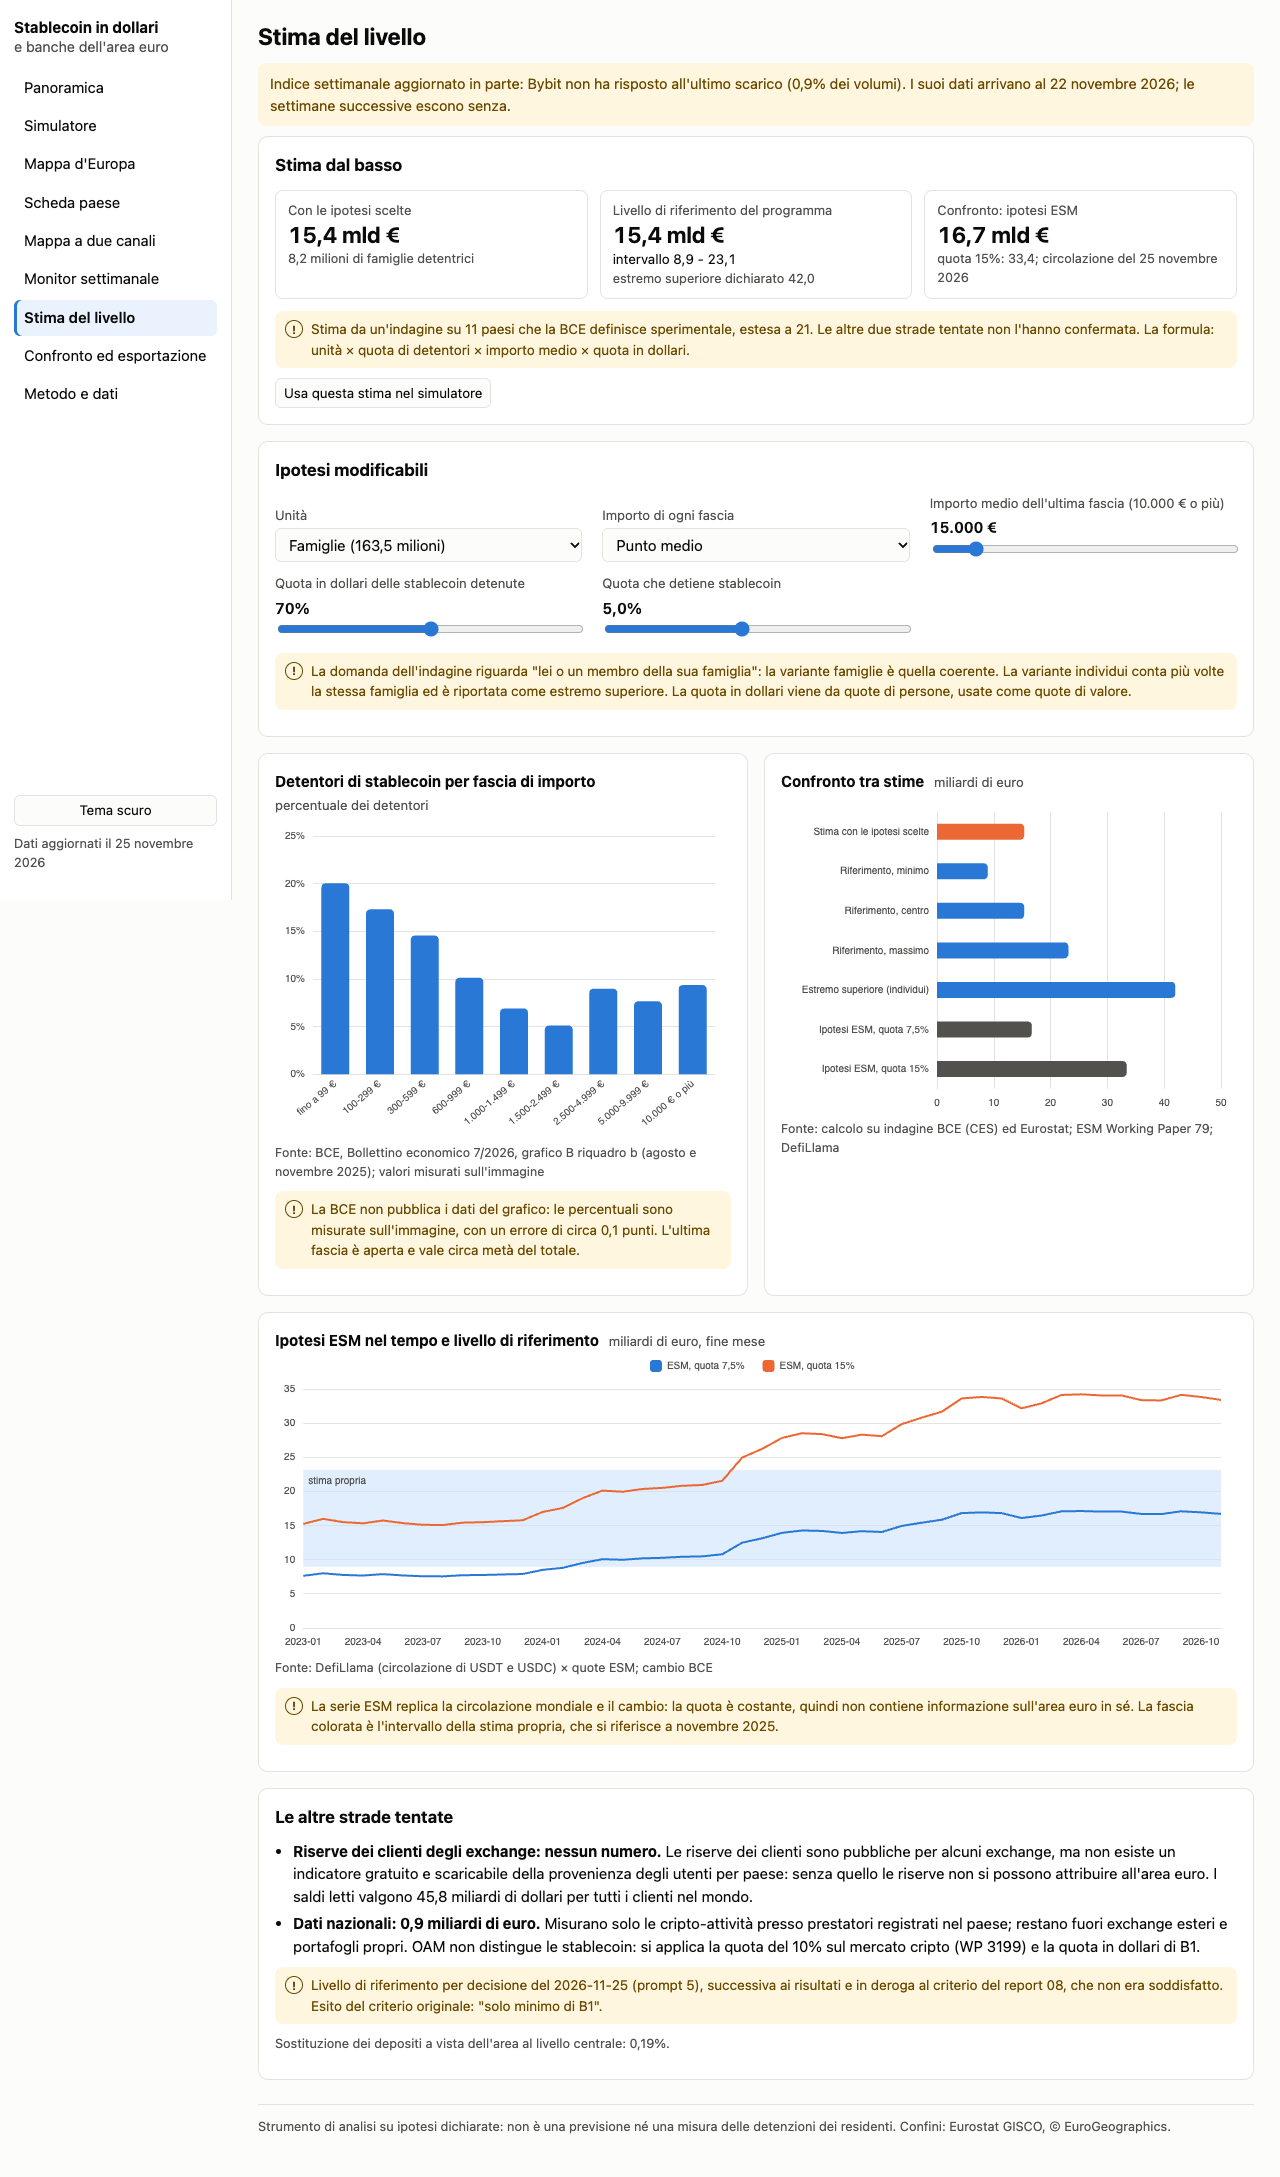 Stablecoin in dollari
e banche dell'area euro
Panoramica
Simulatore
Mappa d'Europa
Scheda paese
Mappa a due canali
Monitor settimanale
Stima del livello
Confronto ed esportazione
Metodo e dati
Tema scuro
Dati aggiornati il 25 novembre
2026
Stima del livello
Indice settimanale aggiornato in parte: Bybit non ha risposto all'ultimo scarico (0,9% dei volumi). I suoi dati arrivano al 22 novembre 2026; le
settimane successive escono senza.
Stima dal basso
Con le ipotesi scelte
15,4 mld €
8,2 milioni di famiglie detentrici
Livello di riferimento del programma
15,4 mld €
intervallo 8,9 - 23,1
estremo superiore dichiarato 42,0
Confronto: ipotesi ESM
16,7 mld €
quota 15%: 33,4; circolazione del 25 novembre
2026
Stima da un'indagine su 11 paesi che la BCE definisce sperimentale, estesa a 21. Le altre due strade tentate non l'hanno confermata. La formula:
unità × quota di detentori × importo medio × quota in dollari.
Usa questa stima nel simulatore
Ipotesi modificabili
Unità
Famiglie (163,5 milioni)
Importo di ogni fascia
Punto medio
Importo medio dell'ultima fascia (10.000 € o più)
15.000 €
Quota in dollari delle stablecoin detenute
70%
Quota che detiene stablecoin
5,0%
La domanda dell'indagine riguarda "lei o un membro della sua famiglia": la variante famiglie è quella coerente. La variante individui conta più volte
la stessa famiglia ed è riportata come estremo superiore. La quota in dollari viene da quote di persone, usate come quote di valore.
Detentori di stablecoin per fascia di importo
percentuale dei detentori
25%
20%
15%
10%
5%
0%
fino a 99 €
100-299 €
300-599 €
600-999 €
1.000-1.499 €
1.500-2.499 €
2.500-4.999 €
5.000-9.999 €
10.000 € o più
Fonte: BCE, Bollettino economico 7/2026, grafico B riquadro b (agosto e
novembre 2025); valori misurati sull'immagine
La BCE non pubblica i dati del grafico: le percentuali sono
misurate sull'immagine, con un errore di circa 0,1 punti. L'ultima
fascia è aperta e vale circa metà del totale.
Confronto tra stime miliardi di euro
Stima con le ipotesi scelte
Riferimento, minimo
Riferimento, centro
Riferimento, massimo
Estremo superiore (individui)
Ipotesi ESM, quota 7,5%
Ipotesi ESM, quota 15%
0 10 20 30 40 50
Fonte: calcolo su indagine BCE (CES) ed Eurostat; ESM Working Paper 79;
DefiLlama
Ipotesi ESM nel tempo e livello di riferimento miliardi di euro, fine mese
ESM, quota 7,5% ESM, quota 15%
35
30
25
20
15
10
5
0
stima propria
2023-01 2023-04 2023-07 2023-10 2024-01 2024-04 2024-07 2024-10 2025-01 2025-04 2025-07 2025-10 2026-01 2026-04 2026-07 2026-10
Fonte: DefiLlama (circolazione di USDT e USDC) × quote ESM; cambio BCE
La serie ESM replica la circolazione mondiale e il cambio: la quota è costante, quindi non contiene informazione sull'area euro in sé. La fascia
colorata è l'intervallo della stima propria, che si riferisce a novembre 2025.
Le altre strade tentate
• Riserve dei clienti degli exchange: nessun numero. Le riserve dei clienti sono pubbliche per alcuni exchange, ma non esiste un
indicatore gratuito e scaricabile della provenienza degli utenti per paese: senza quello le riserve non si possono attribuire all'area euro. I
saldi letti valgono 45,8 miliardi di dollari per tutti i clienti nel mondo.
• Dati nazionali: 0,9 miliardi di euro. Misurano solo le cripto-attività presso prestatori registrati nel paese; restano fuori exchange esteri e
portafogli propri. OAM non distingue le stablecoin: si applica la quota del 10% sul mercato cripto (WP 3199) e la quota in dollari di B1.
Livello di riferimento per decisione del 2026-11-25 (prompt 5), successiva ai risultati e in deroga al criterio del report 08, che non era soddisfatto.
Esito del criterio originale: "solo minimo di B1".
Sostituzione dei depositi a vista dell'area al livello centrale: 0,19%.
Strumento di analisi su ipotesi dichiarate: non è una previsione né una misura delle detenzioni dei residenti. Confini: Eurostat GISCO, © EuroGeographics.